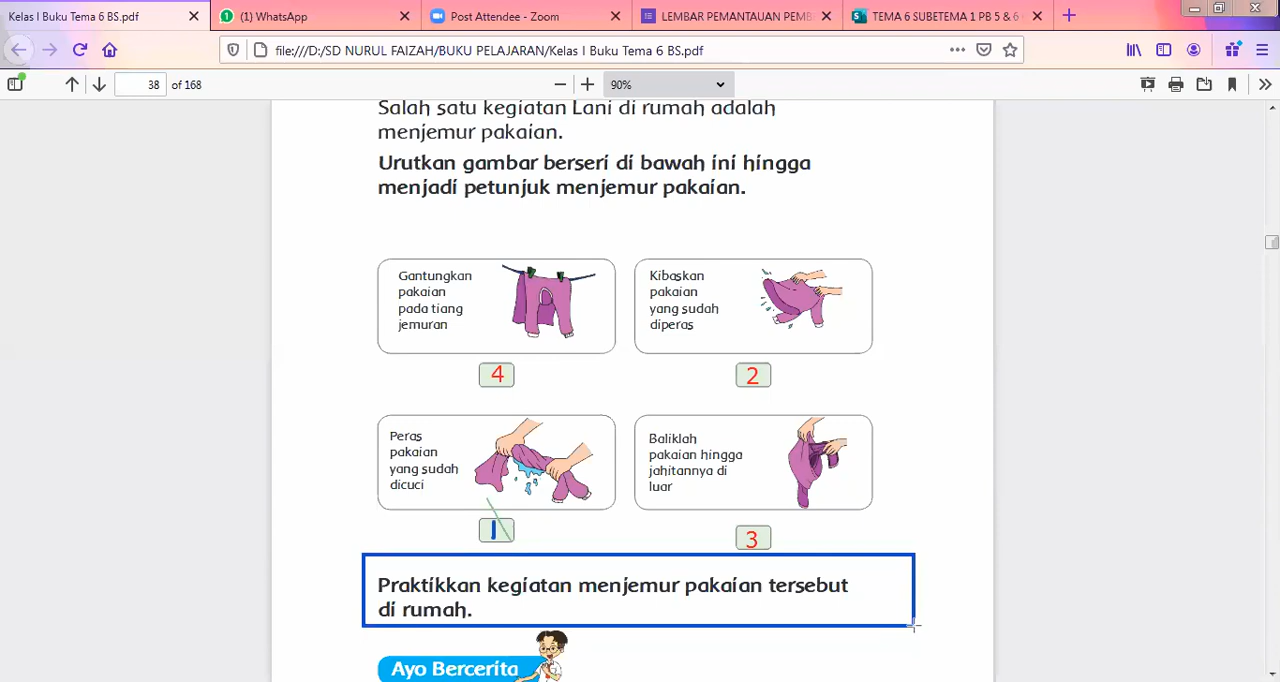 Kelas I Buku Tema 6 BS.pdf
(1) WhatsApp
Post Attendee - Zoom
LEMBAR PEMANTAUAN PEMB
TEMA 6 SUBETEMA 1 PB 5 & 6
file:///D:/SD NURUL FAIZAH/BUKU PELAJARAN/Kelas I Buku Tema 6 BS.pdf
38 of 168
90%
Salah satu kegiatan Lani di rumah adalah
menjemur pakaian.
Urutkan gambar berseri di bawah ini hingga
menjadi petunjuk menjemur pakaian.
Gantungkan
pakaian
pada tiang
jemuran
4
Kibaskan
pakaian
yang sudah
diperas
2
Peras
pakaian
yang sudah
dicuci
1
Baliklah
pakaian hingga
jahitannya di
luar
3
Praktikkan kegiatan menjemur pakaian tersebut
di rumah.
Ayo Bercerita